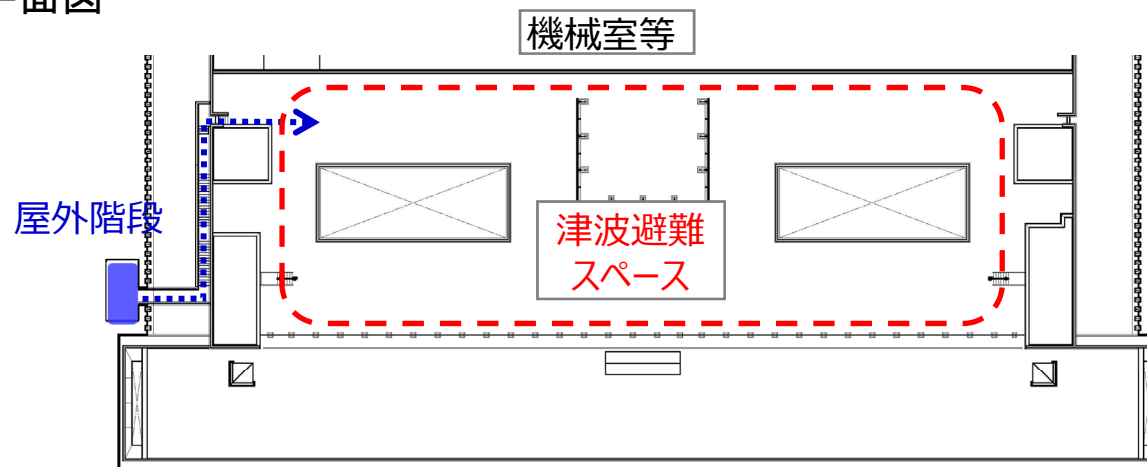 面図
機械室等
屋外階段
津波避難
スペース